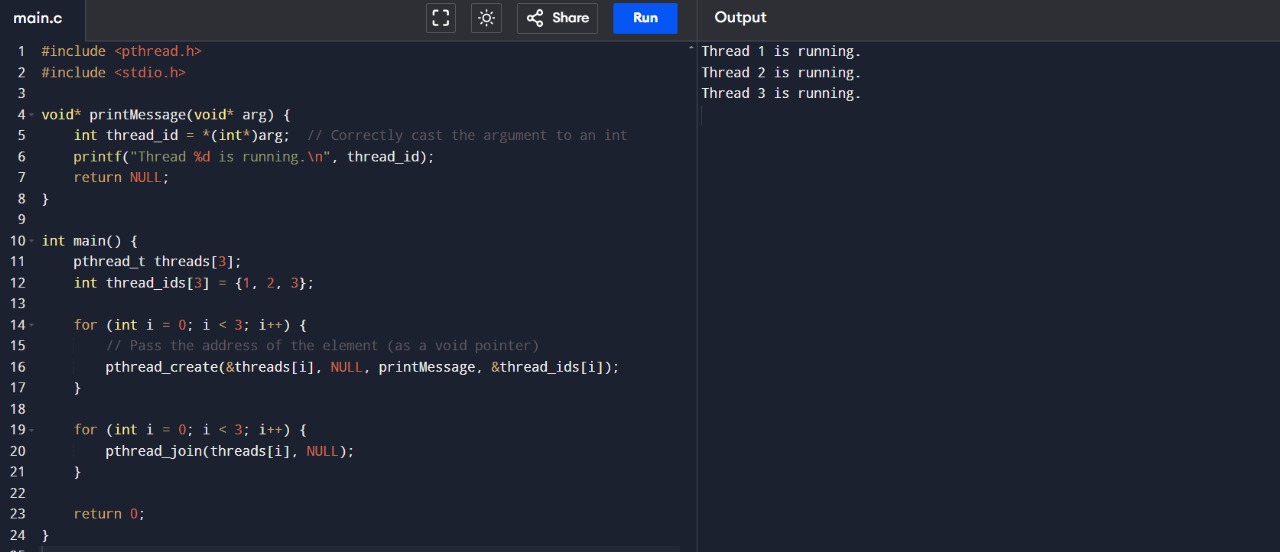 main.c
Share
Run
Output
1 #include <pthread.h>
2 #include <stdio.h>
3
4 void* printMessage(void* arg) {
5     int thread_id = *(int*)arg;  // Correctly cast the argument to an int
6     printf("Thread %d is running.\n", thread_id);
7     return NULL;
8 }
9
10 int main() {
11     pthread_t threads[3];
12     int thread_ids[3] = {1, 2, 3};
13
14     for (int i = 0; i < 3; i++) {
15         // Pass the address of the element (as a void pointer)
16         pthread_create(&threads[i], NULL, printMessage, &thread_ids[i]);
17     }
18
19     for (int i = 0; i < 3; i++) {
20         pthread_join(threads[i], NULL);
21     }
22
23     return 0;
24 }
Thread 1 is running.
Thread 2 is running.
Thread 3 is running.